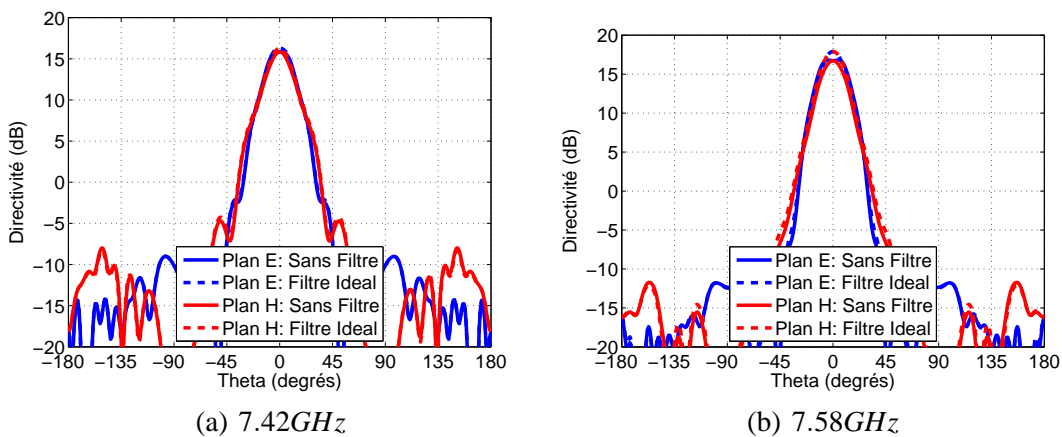 20
15
10
5
0
−5
−10
−15
−20
Directivité (dB)
Plan E: Sans Filtre
Plan E: Filtre Ideal
Plan H: Sans Filtre
Plan H: Filtre Ideal
−180 −135 −90 −45 0 45 90 135 180
Theta (degrés)
(a) 7.42GHz
20
15
10
5
0
−5
−10
−15
−20
Directivité (dB)
Plan E: Sans Filtre
Plan E: Filtre Ideal
Plan H: Sans Filtre
Plan H: Filtre Ideal
−180 −135 −90 −45 0 45 90 135 180
Theta (degrés)
(b) 7.58GHz